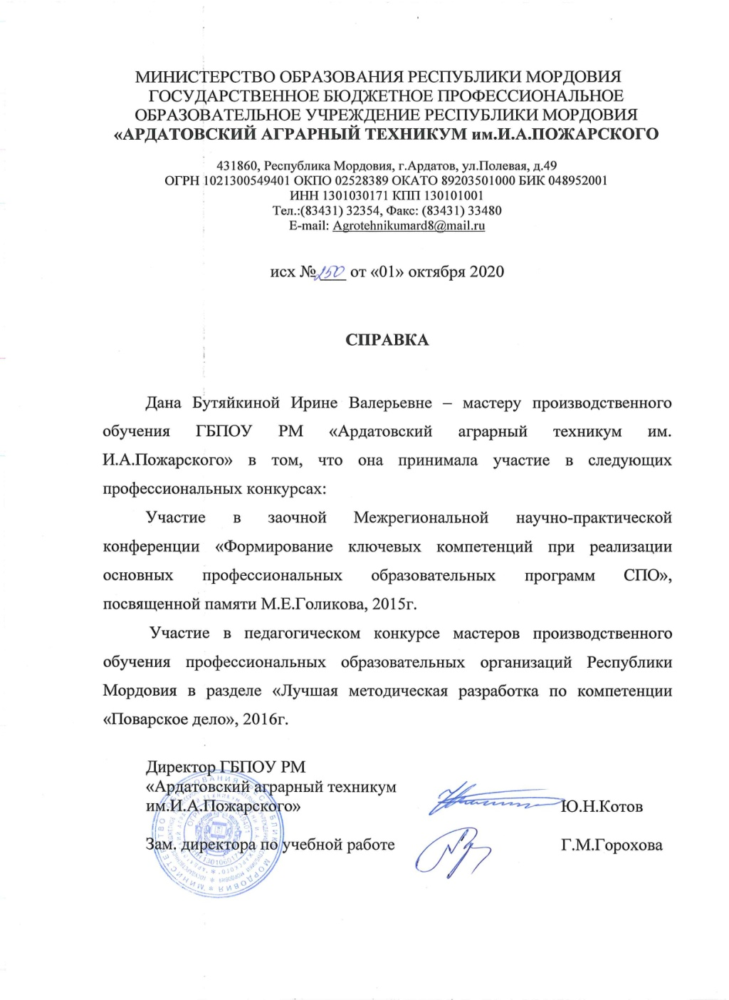 МИНИСТЕРСТВО ОБРАЗОВАНИЯ РЕСПУБЛИКИ МОРДОВИЯ
ГОСУДАРСТВЕННОЕ БЮДЖЕТНОЕ ПРОФЕССИОНАЛЬНОЕ
ОБРАЗОВАТЕЛЬНОЕ УЧРЕЖДЕНИЕ РЕСПУБЛИКИ МОРДОВИЯ
«АРДАТОВСКИЙ АГРАРНЫЙ ТЕХНИКУМ им.И.А.ПОЖАРСКОГО
431860, Республика Мордовия, г.Ардатов, ул.Полевая, д.49
ОГРН 1021300549401 ОКПО 02528389 ОКАТО 89203501000 БИК 048952001
ИНН 1301030171 КПП 130101001
Тел.:(83431) 32354, Факс: (83431) 33480
E-mail: Agrotehnikumard8@mail.ru
исх №250 от «01» октября 2020
СПРАВКА
Дана Бутяйкиной Ирине Валерьевне – мастеру производственного
обучения ГБПОУ РМ «Ардатовский аграрный техникум им.
И.А.Пожарского» в том, что она принимала участие в следующих
профессиональных конкурсах:
Участие в заочной Межрегиональной научно-практической
конференции «Формирование ключевых компетенций при реализации
основных профессиональных образовательных программ СПО»,
посвященной памяти М.Е.Голикова, 2015г.
Участие в педагогическом конкурсе мастеров производственного
обучения профессиональных образовательных организаций Республики
Мордовия в разделе «Лучшая методическая разработка по компетенции
«Поварское дело», 2016г.
Директор ГБПОУ РМ
«Ардатовский аграрный техникум
им.И.А.Пожарского» Ю.Н.Котов
Зам. директора по учебной работе Г.М.Горохова